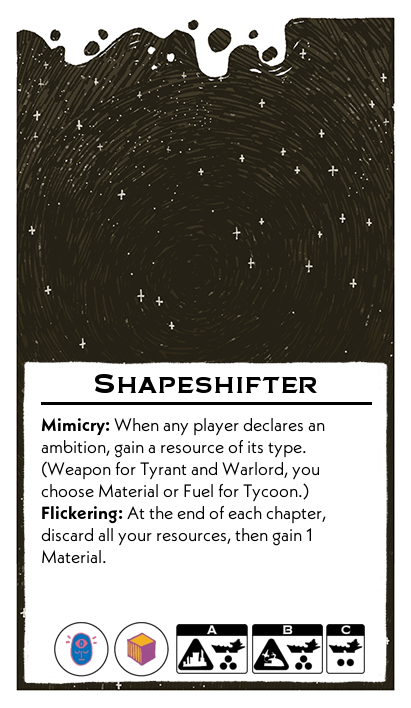 SHAPESHIFTER
Mimicry: When any player declares an
ambition, gain a resource of its type.
(Weapon for Tyrant and Warlord, you
choose Material or Fuel for Tycoon.)
Flickering: At the end of each chapter,
discard all your resources, then gain 1
Material.
A B C